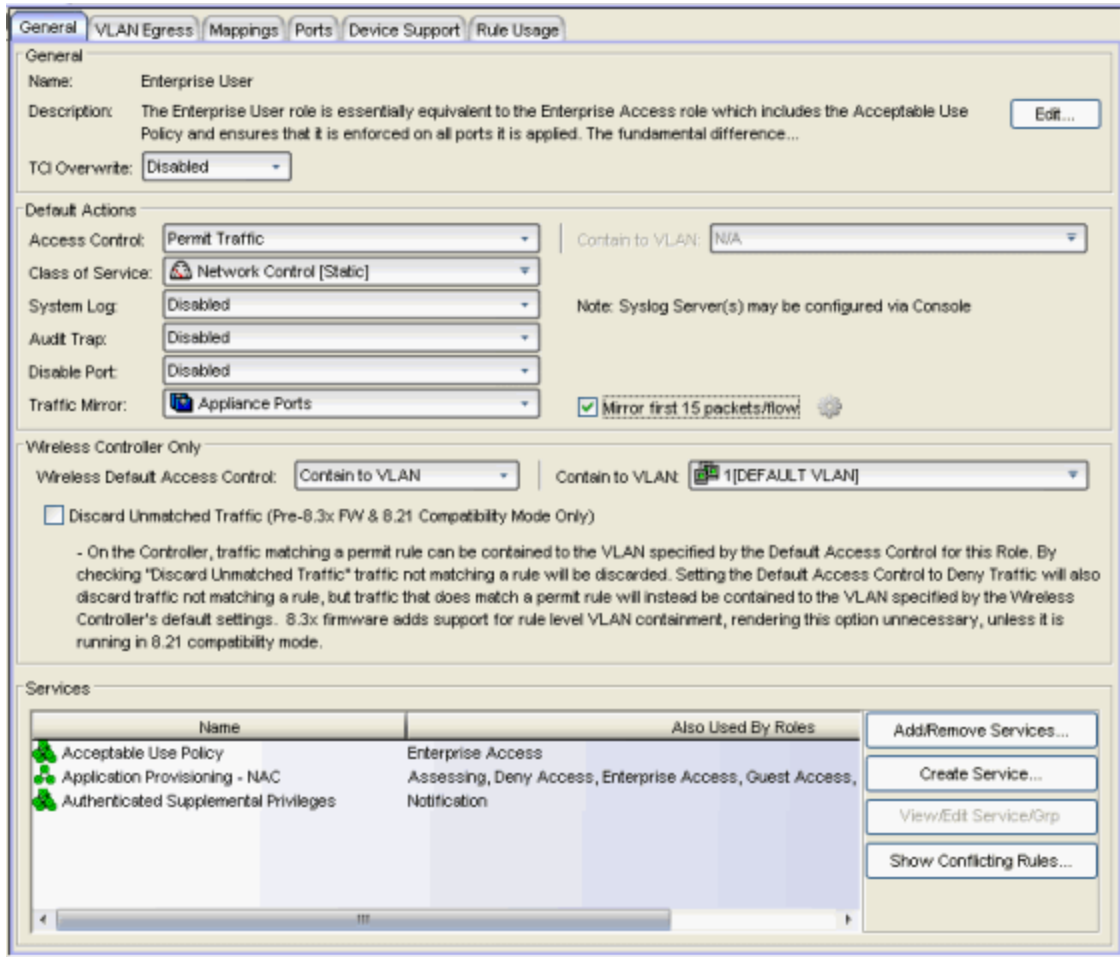 General VLAN Egress Mappings Ports Device Support Rule Usage
General
Name: Enterprise User
Description: The Enterprise User role is essentially equivalent to the Enterprise Access role which includes the Acceptable Use
Policy and ensures that it is enforced on all ports it is applied. The fundamental difference...
Edit...
TCI Overwrite: Disabled
Default Actions
Access Control: Permit Traffic Contain to VLAN: N/A
Class of Service: Network Control [Static]
System Log: Disabled Note: Syslog Server(s) may be configured via Console
Audit Trap: Disabled
Disable Port: Disabled
Traffic Mirror: Appliance Ports Mirror first 15 packets/flow
Wireless Controller Only
Wireless Default Access Control: Contain to VLAN Contain to VLAN: 1[DEFAULT VLAN]
Discard Unmatched Traffic (Pre-8.3x FW & 8.21 Compatibility Mode Only)
- On the Controller, traffic matching a permit rule can be contained to the VLAN specified by the Default Access Control for this Role. By
checking "Discard Unmatched Traffic" traffic not matching a rule will be discarded. Setting the Default Access Control to Deny Traffic will also
discard traffic not matching a rule, but traffic that does match a permit rule will instead be contained to the VLAN specified by the Wireless
Controller's default settings. 8.3x firmware adds support for rule level VLAN containment, rendering this option unnecessary, unless it is
running in 8.21 compatibility mode.
Services
Name Also Used By Roles
Acceptable Use Policy Enterprise Access
Application Provisioning - NAC Assessing, Deny Access, Enterprise Access, Guest Access,
Authenticated Supplemental Privileges Notification
Add/Remove Services...
Create Service...
View/Edit Service/Grp
Show Conflicting Rules...